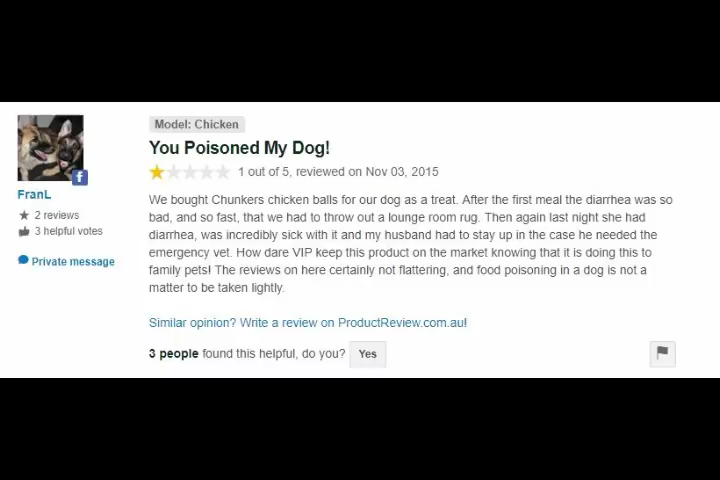 Model: Chicken
You Poisoned My Dog!
1 out of 5, reviewed on Nov 03, 2015
FranL
2 reviews
3 helpful votes
Private message
We bought Chunkers chicken balls for our dog as a treat. After the first meal the diarrhea was so
bad, and so fast, that we had to throw out a lounge room rug. Then again last night she had
diarrhea, was incredibly sick with it and my husband had to stay up in the case he needed the
emergency vet. How dare VIP keep this product on the market knowing that it is doing this to
family pets! The reviews on here certainly not flattering, and food poisoning in a dog is not a
matter to be taken lightly.
Similar opinion? Write a review on ProductReview.com.au!
3 people found this helpful, do you? Yes